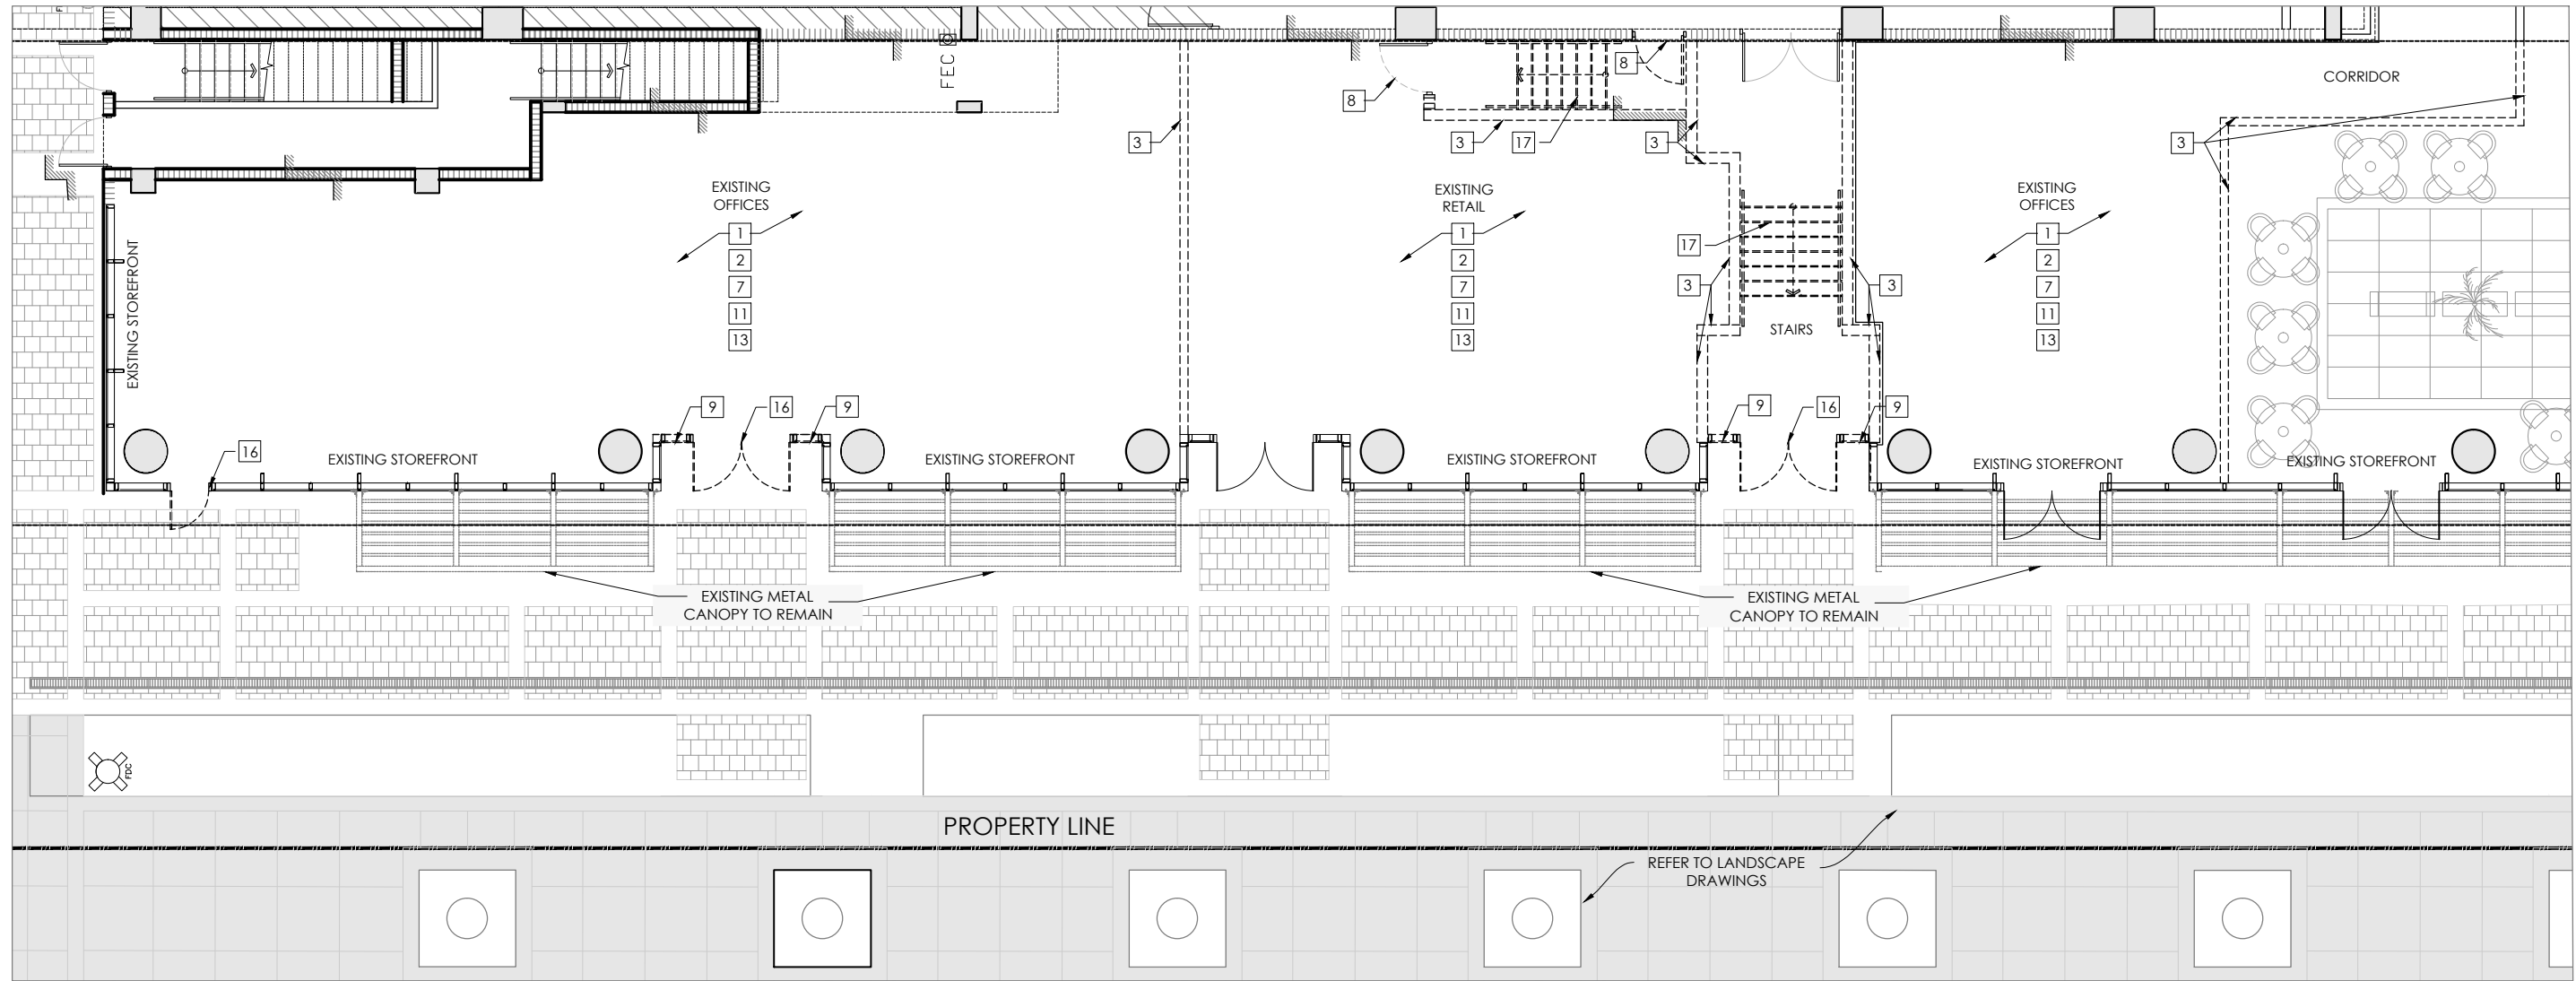 CORRIDOR
FEC
8
8
3
3
17
3
3
EXISTING
OFFICES
1
2
7
11
13
EXISTING
RETAIL
1
2
7
11
13
EXISTING
OFFICES
1
2
7
11
13
EXISTING STOREFRONT
17
3
3
STAIRS
9
16
9
9
16
9
16
EXISTING STOREFRONT
EXISTING STOREFRONT
EXISTING STOREFRONT
EXISTING STOREFRONT
EXISTING STOREFRONT
EXISTING METAL
CANOPY TO REMAIN
EXISTING METAL
CANOPY TO REMAIN
FDC
PROPERTY LINE
REFER TO LANDSCAPE
DRAWINGS